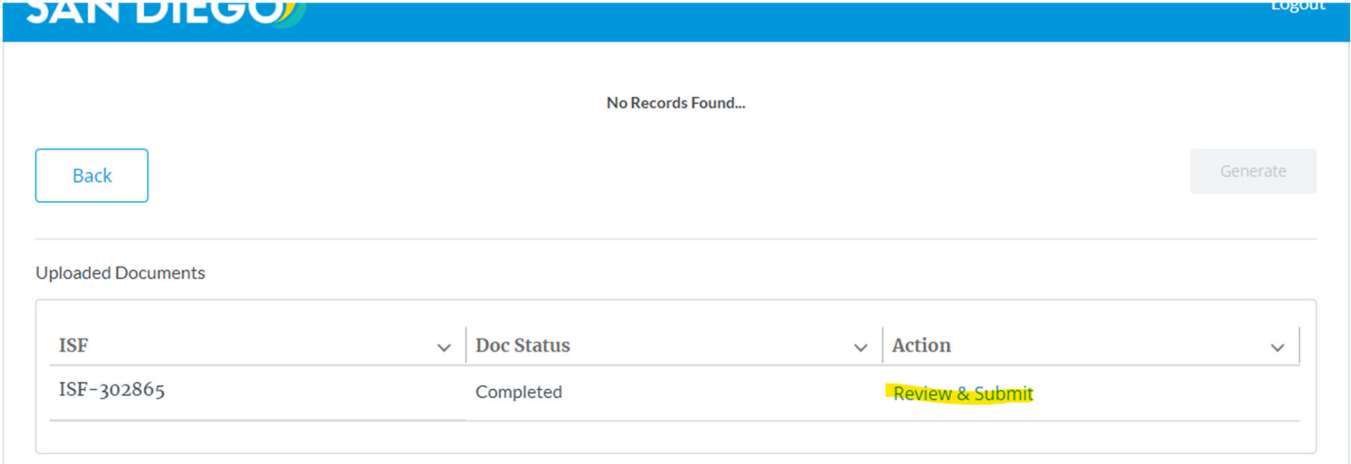 SAN DIEGO
Logout
No Records Found...
Back
Generate
Uploaded Documents
ISF Doc Status Action
ISF-302865 Completed Review & Submit